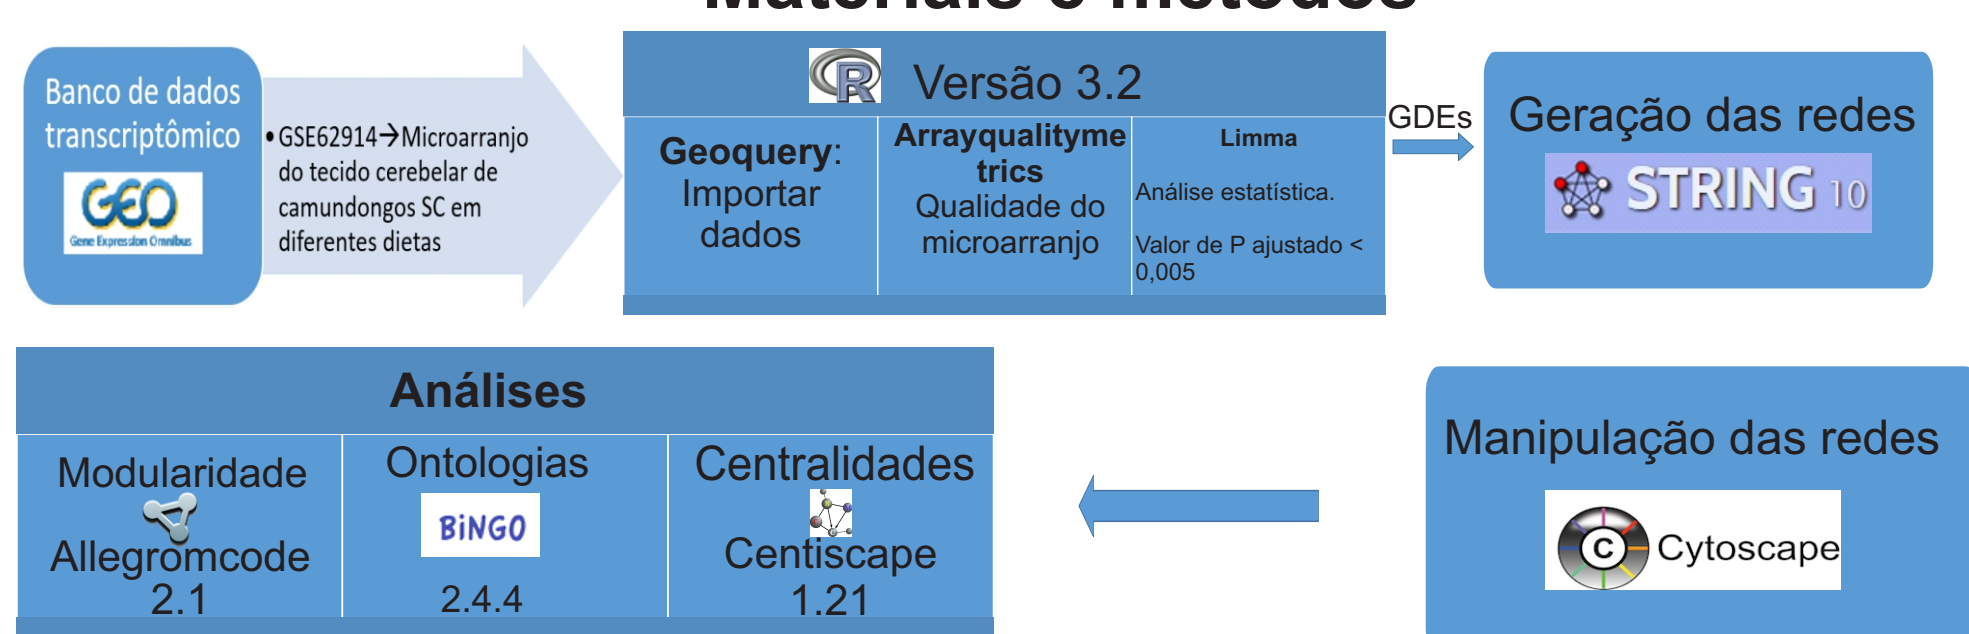 Materiais e métodos
Banco de dados
transcriptômico
GEO
Gene Expression Omnibus
• GSE62914→Microarranjo
do tecido cerebelar de
camundongos SC em
diferentes dietas
R Versão 3.2
Geoquery:
Importar
dados
Arrayqualityme
trics
Qualidade do
microarranjo
Limma
Análise estatística.
Valor de P ajustado <
0,005
GDEs
Geração das redes
STRING 10
Análises
Modularidade
Allegromcode
2.1
Ontologias
BiNGO
2.4.4
Centralidades
Centiscape
1.21
Manipulação das redes
C Cytoscape